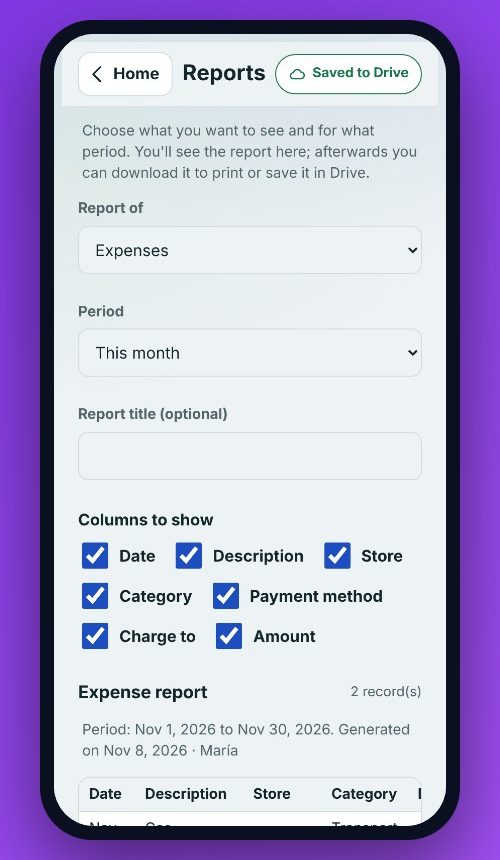 Home Reports Saved to Drive
Choose what you want to see and for what
period. You'll see the report here; afterwards you
can download it to print or save it in Drive.
Report of
Expenses
Period
This month
Report title (optional)
Columns to show
Date Description Store
Category Payment method
Charge to Amount
Expense report 2 record(s)
Period: Nov 1, 2026 to Nov 30, 2026. Generated
on Nov 8, 2026 · María
Date Description Store Category